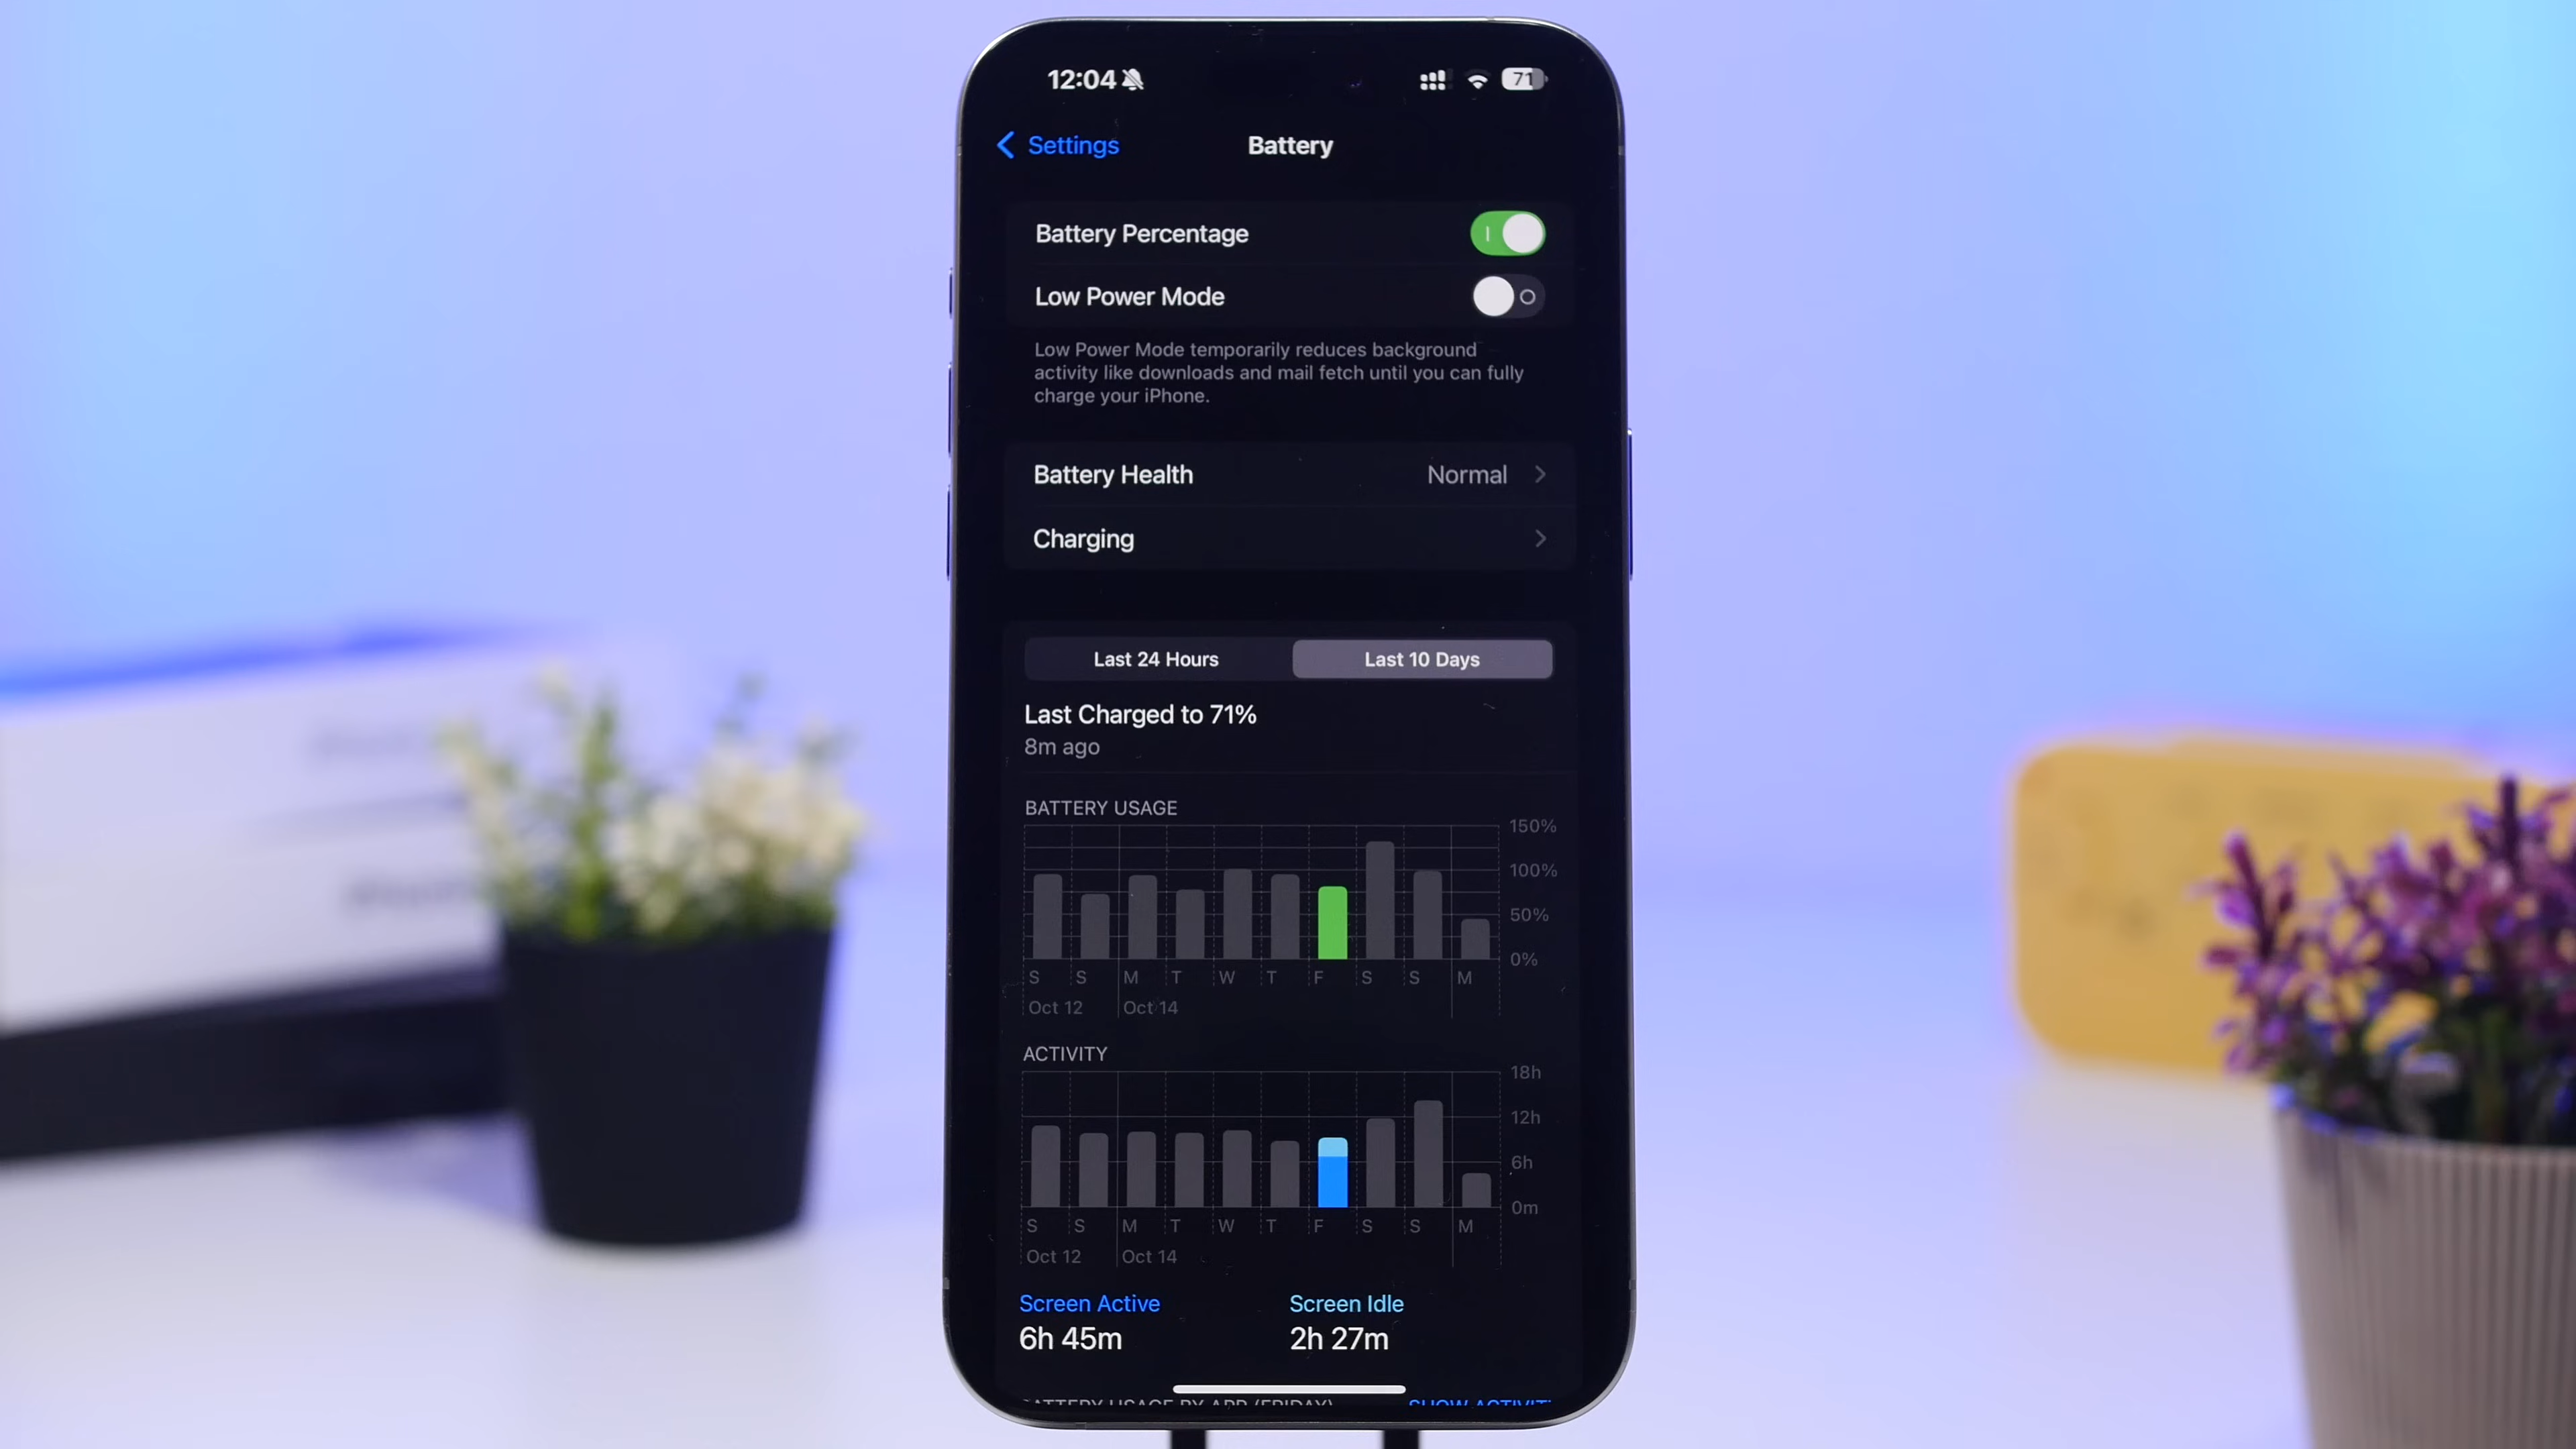 12:04
71
Settings
Battery
Battery Percentage
Low Power Mode
Low Power Mode temporarily reduces background
activity like downloads and mail fetch until you can fully
charge your iPhone.
Battery Health Normal
Charging
Last 24 Hours Last 10 Days
Last Charged to 71%
8m ago
BATTERY USAGE
150%
100%
50%
0%
S S M T W T F S S M
Oct 12 Oct 14
ACTIVITY
18h
12h
6h
0m
S S M T W T F S S M
Oct 12 Oct 14
Screen Active Screen Idle
6h 45m 2h 27m
BATTERY USAGE BY APP (FRIDAY) SHOW ACTIVIT